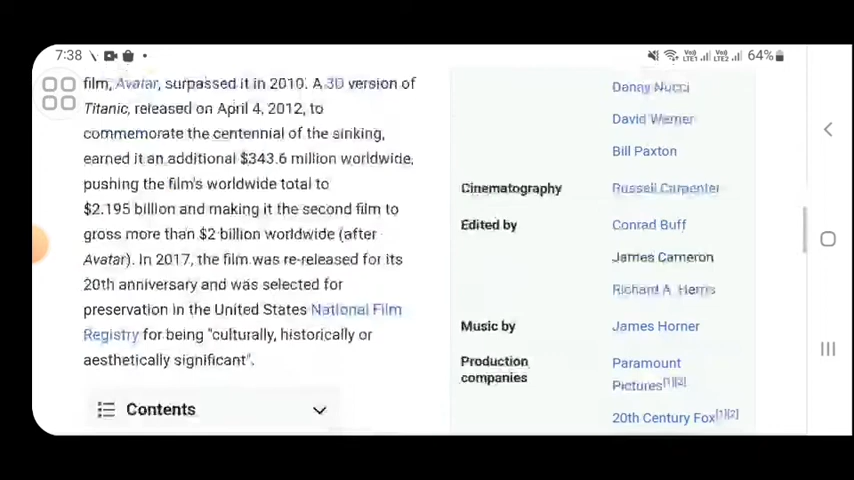 7:38
64%
film, Avatar, surpassed it in 2010. A 3D version of
Titanic, released on April 4, 2012, to
commemorate the centennial of the sinking,
earned it an additional $343.6 million worldwide,
pushing the film's worldwide total to
$2.195 billion and making it the second film to
gross more than $2 billion worldwide (after
Avatar). In 2017, the film was re-released for its
20th anniversary and was selected for
preservation in the United States National Film
Registry for being "culturally, historically or
aesthetically significant".
Contents
Danny Nucci
David Warner
Bill Paxton
Cinematography Russell Carpenter
Edited by Conrad Buff
James Cameron
Richard A. Harris
Music by James Horner
Production Paramount
companies Pictures[1][2]
20th Century Fox[1][2]